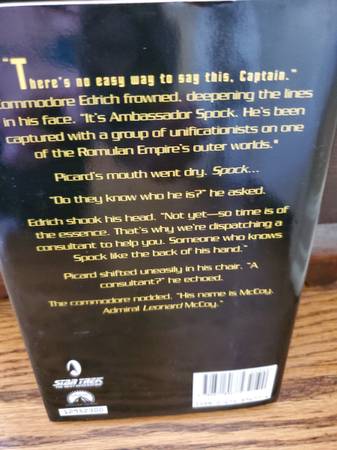 "There's no easy way to say this, Captain."
Commodore Edrich frowned, deepening the lines
in his face. "It's Ambassador Spock. He's been
captured with a group of unificationists on one
of the Romulan Empire's outer worlds."
Picard's mouth went dry. Spock...
"Do they know who he is?" he asked.
Edrich shook his head. "Not yet—so time is of
the essence. That's why we're dispatching a
consultant to help you. Someone who knows
Spock like the back of his hand."
Picard shifted uneasily in his chair. "A
consultant?" he echoed.
The commodore nodded. "His name is McCoy.
Admiral Leonard McCoy."
STAR TREK
THE NEXT GENERATION